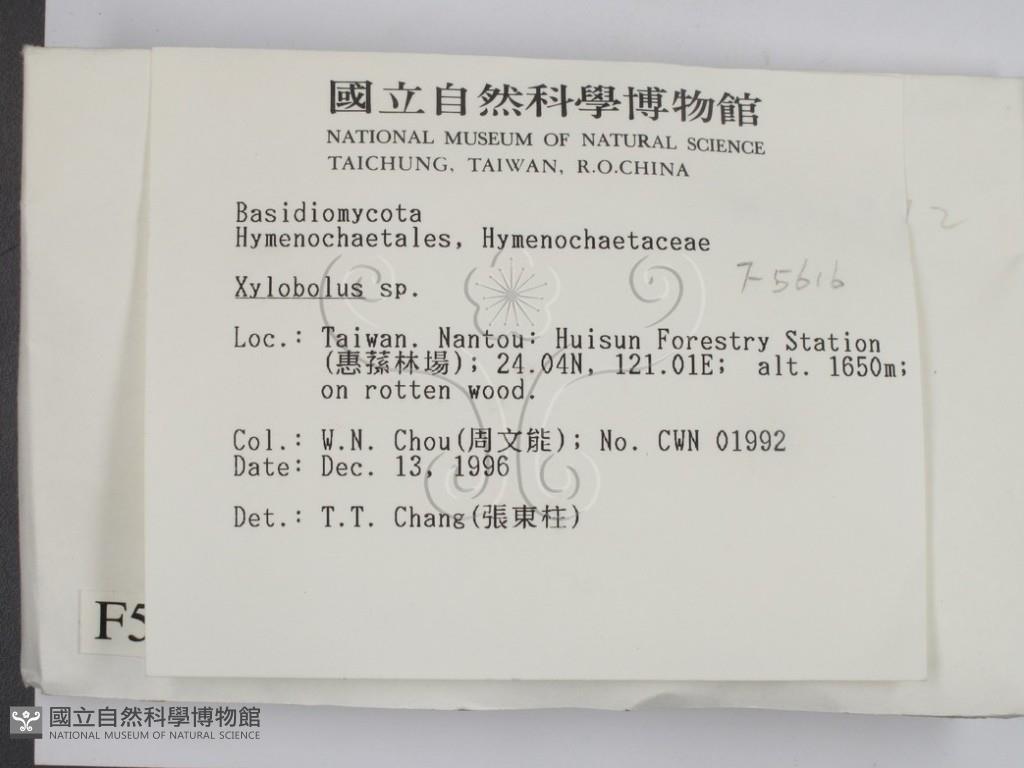 國立自然科學博物館
NATIONAL MUSEUM OF NATURAL SCIENCE
TAICHUNG, TAIWAN, R.O.CHINA
Basidiomycota
Hymenochaetales, Hymenochaetaceae
12
Xylobolus sp.
F5616
Loc.: Taiwan. Nantou: Huisun Forestry Station
(惠蓀林場); 24.04N, 121.01E; alt. 1650m;
on rotten wood.
Col.: W.N. Chou(周文能); No. CWN 01992
Date: Dec. 13, 1996
Det.: T.T. Chang(張東柱)
F5
國立自然科學博物館
NATIONAL MUSEUM OF NATURAL SCIENCE